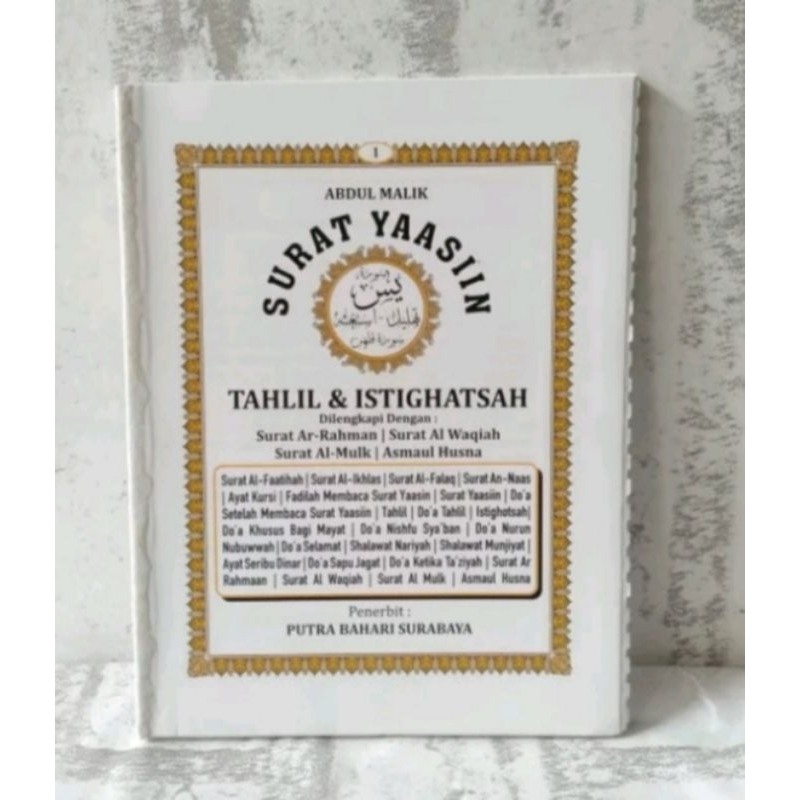 1
ABDUL MALIK
SURAT YAASIIN
سورة
يس
TAHLIL & ISTIGHATSAH
Dilengkapi Dengan :
Surat Ar-Rahman | Surat Al Waqiah
Surat Al-Mulk | Asmaul Husna
Surat Al-Faatihah | Surat Al-Ikhlas | Surat Al-Falaq | Surat An-Naas
| Ayat Kursi | Fadilah Membaca Surat Yaasin | Surat Yaasiin | Do'a
Setelah Membaca Surat Yaasiin | Tahlil | Do'a Tahlil | Istighotsah|
Do'a Khusus Bagi Mayat | Do'a Nishfu Sya'ban | Do'a Nurun
Nubuwwah | Do'a Selamat | Shalawat Nariyah | Shalawat Munjiyat |
Ayat Seribu Dinar | Do'a Sapu Jagat | Do'a Ketika Ta'ziyah | Surat Ar
Rahmaan | Surat Al Waqiah | Surat Al Mulk | Asmaul Husna
Penerbit :
PUTRA BAHARI SURABAYA